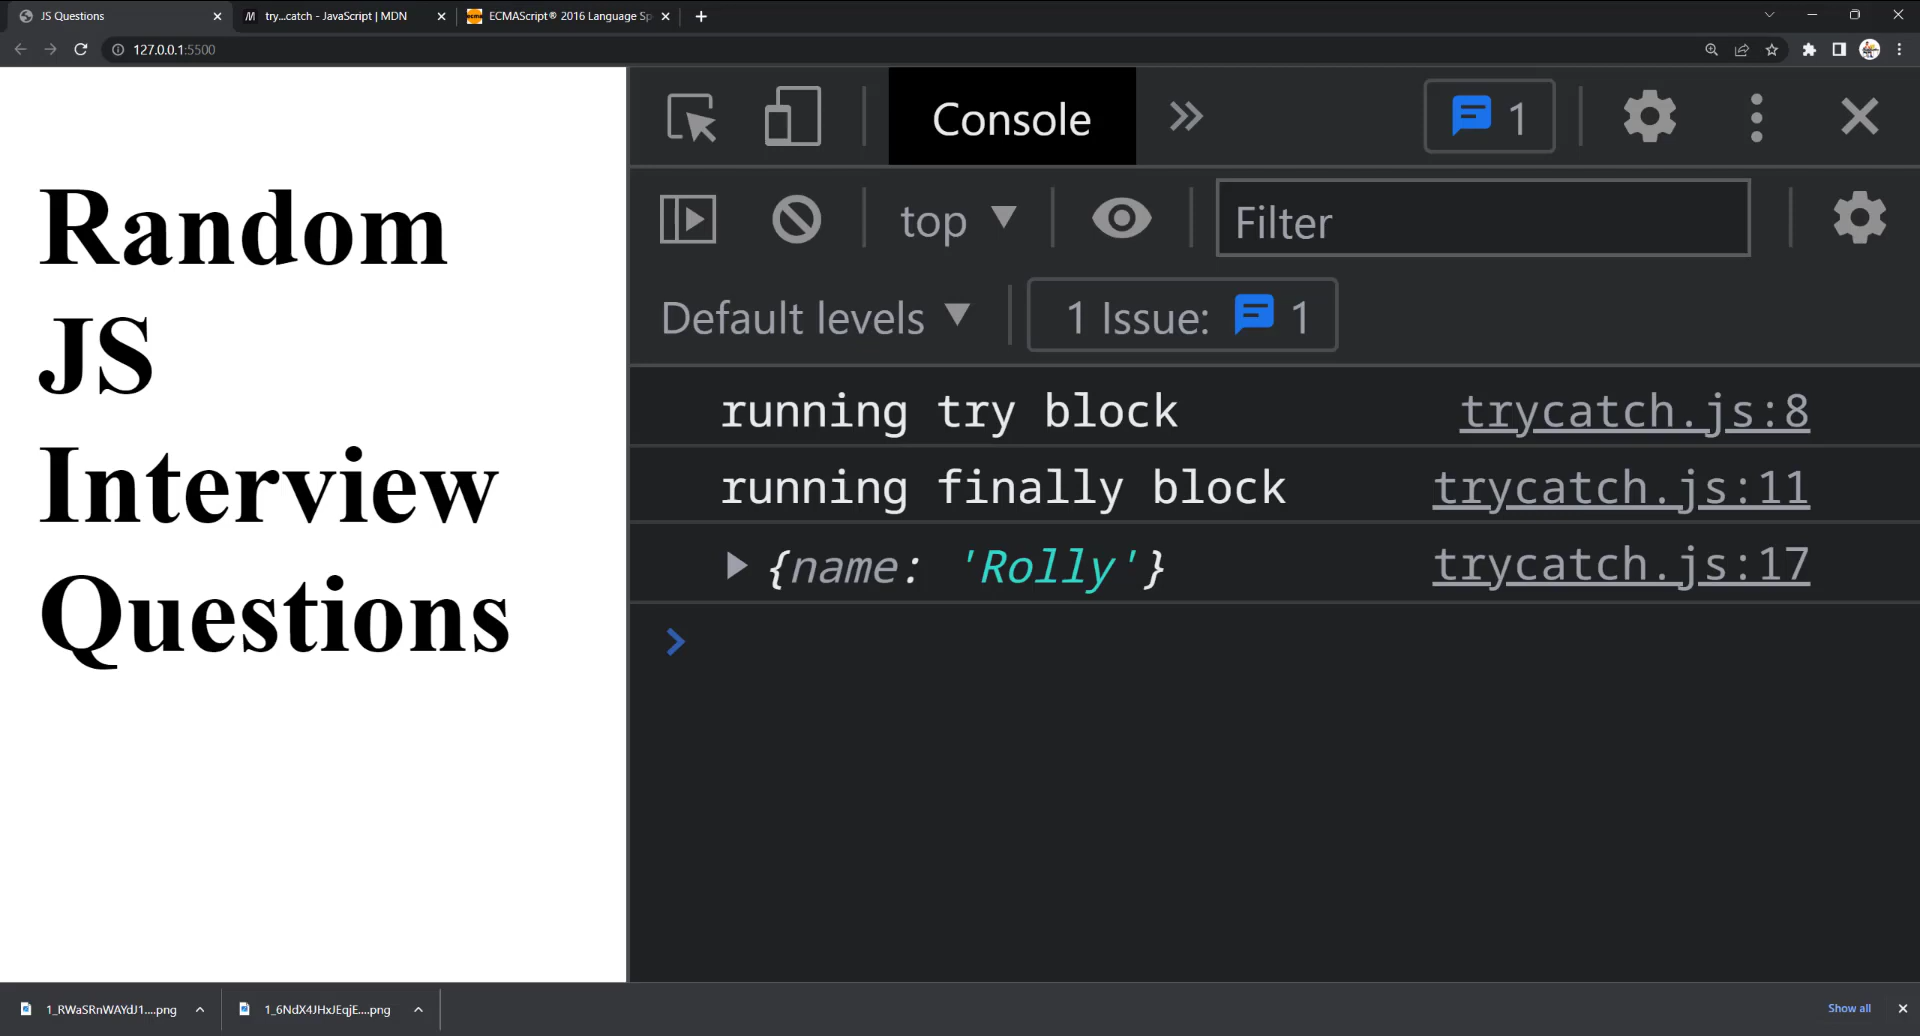 JS Questions
try...catch - JavaScript | MDN
ECMAScript® 2016 Language Sp
127.0.0.1:5500
Random
JS
Interview
Questions
Console
1
top
Filter
Default levels
1 Issue: 1
running try block trycatch.js:8
running finally block trycatch.js:11
{name: 'Rolly'} trycatch.js:17
1_RWaSRnWAYdJ1....png
1_6NdX4JHxJEqjE....png
Show all